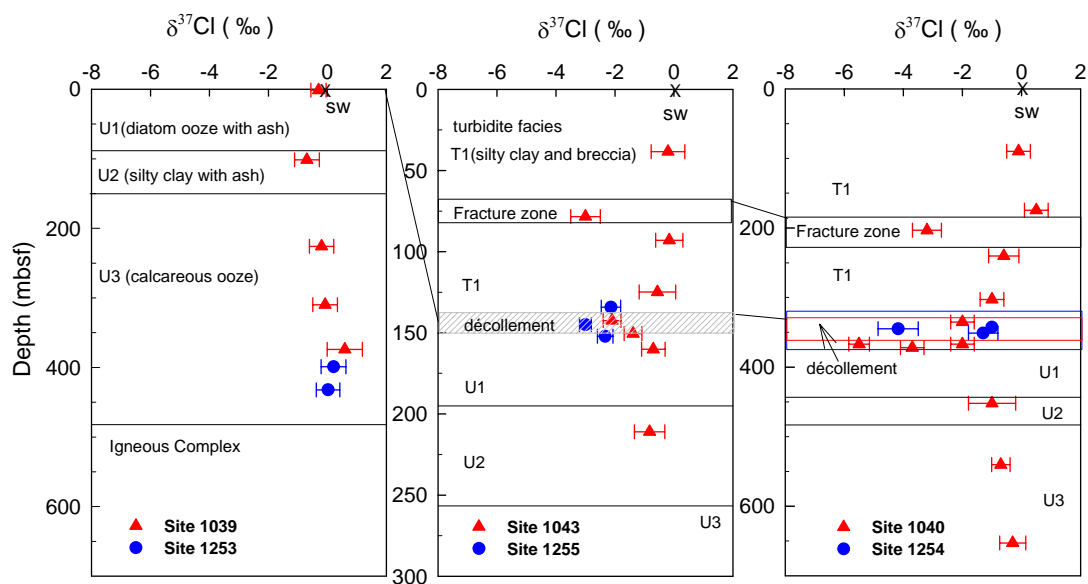 δ37Cl ( ‰ )
-8 -6 -4 -2 0 2
0
200
400
600
Depth (mbsf)
sw
U1(diatom ooze with ash)
U2 (silty clay with ash)
U3 (calcareous ooze)
Igneous Complex
Site 1039
Site 1253
δ37Cl ( ‰ )
-8 -6 -4 -2 0 2
0
50
100
150
200
250
300
sw
turbidite facies
T1(silty clay and breccia)
Fracture zone
T1
décollement
U1
U2
U3
Site 1043
Site 1255
δ37Cl ( ‰ )
-8 -6 -4 -2 0 2
0
200
400
600
sw
T1
Fracture zone
T1
décollement
U1
U2
U3
Site 1040
Site 1254